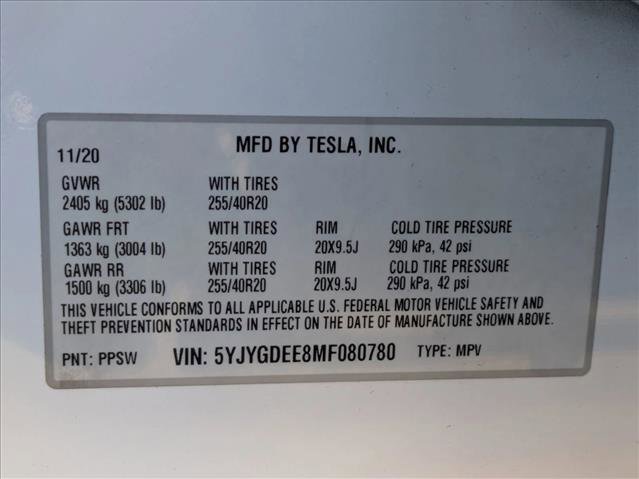 MFD BY TESLA, INC.
11/20
GVWR WITH TIRES
2405 kg (5302 lb) 255/40R20
GAWR FRT WITH TIRES RIM COLD TIRE PRESSURE
1363 kg (3004 lb) 255/40R20 20X9.5J 290 kPa, 42 psi
GAWR RR WITH TIRES RIM COLD TIRE PRESSURE
1500 kg (3306 lb) 255/40R20 20X9.5J 290 kPa, 42 psi
THIS VEHICLE CONFORMS TO ALL APPLICABLE U.S. FEDERAL MOTOR VEHICLE SAFETY AND
THEFT PREVENTION STANDARDS IN EFFECT ON THE DATE OF MANUFACTURE SHOWN ABOVE.
PNT: PPSW VIN: 5YJYGDEE8MF080780 TYPE: MPV